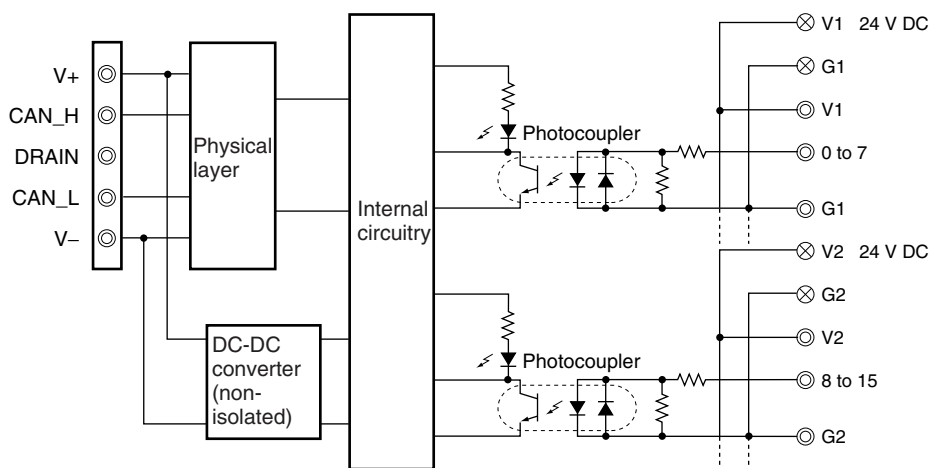 V+
CAN_H
DRAIN
CAN_L
V–
Physical
layer
DC-DC
converter
(non-
isolated)
Internal
circuitry
Photocoupler
V1 24 V DC
G1
V1
0 to 7
G1
Photocoupler
V2 24 V DC
G2
V2
8 to 15
G2